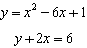 y = x² − 6x + 1
y + 2x = 6